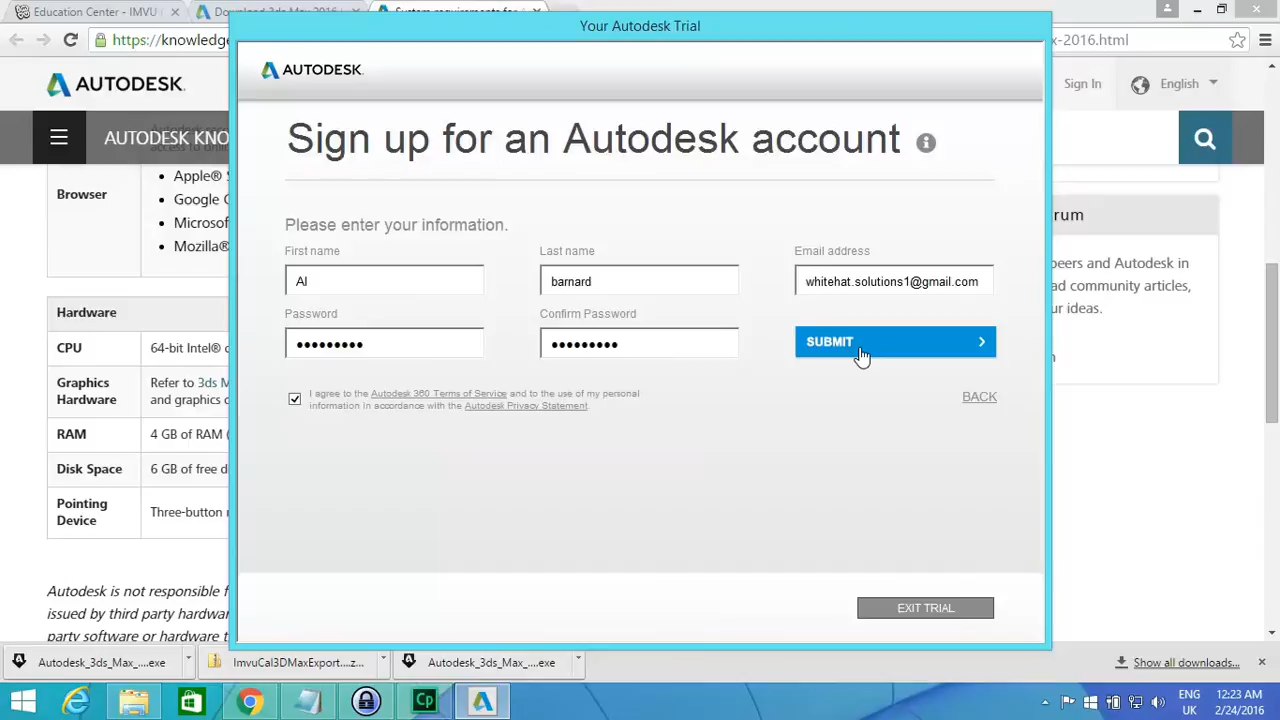 Education Center - IMVU
Download 3ds Max 2016
System requirements for
Your Autodesk Trial
https://knowledge
x-2016.html
AUTODESK.
AUTODESK.
Sign In
English
AUTODESK KNO
Sign up for an Autodesk account
Browser
Apple® S
Google C
Microsof
Mozilla®
rum
peers and Autodesk in
ad community articles,
ur ideas.
Please enter your information.
First name
Last name
Email address
Al
barnard
whitehat.solutions1@gmail.com
Password
Confirm Password
•••••••••
•••••••••
SUBMIT
I agree to the Autodesk 360 Terms of Service and to the use of my personal
information in accordance with the Autodesk Privacy Statement.
BACK
Hardware
CPU
64-bit Intel®
Graphics
Hardware
Refer to 3ds M
and graphics
RAM
4 GB of RAM (
Disk Space
6 GB of free d
Pointing
Device
Three-button
EXIT TRIAL
Autodesk is not responsible f
issued by third party hardwar
party software or hardware t
Autodesk_3ds_Max_....exe
ImvuCal3DMaxExport...z
Autodesk_3ds_Max_....exe
Show all downloads...
Cp
ENG
UK
12:23 AM
2/24/2016